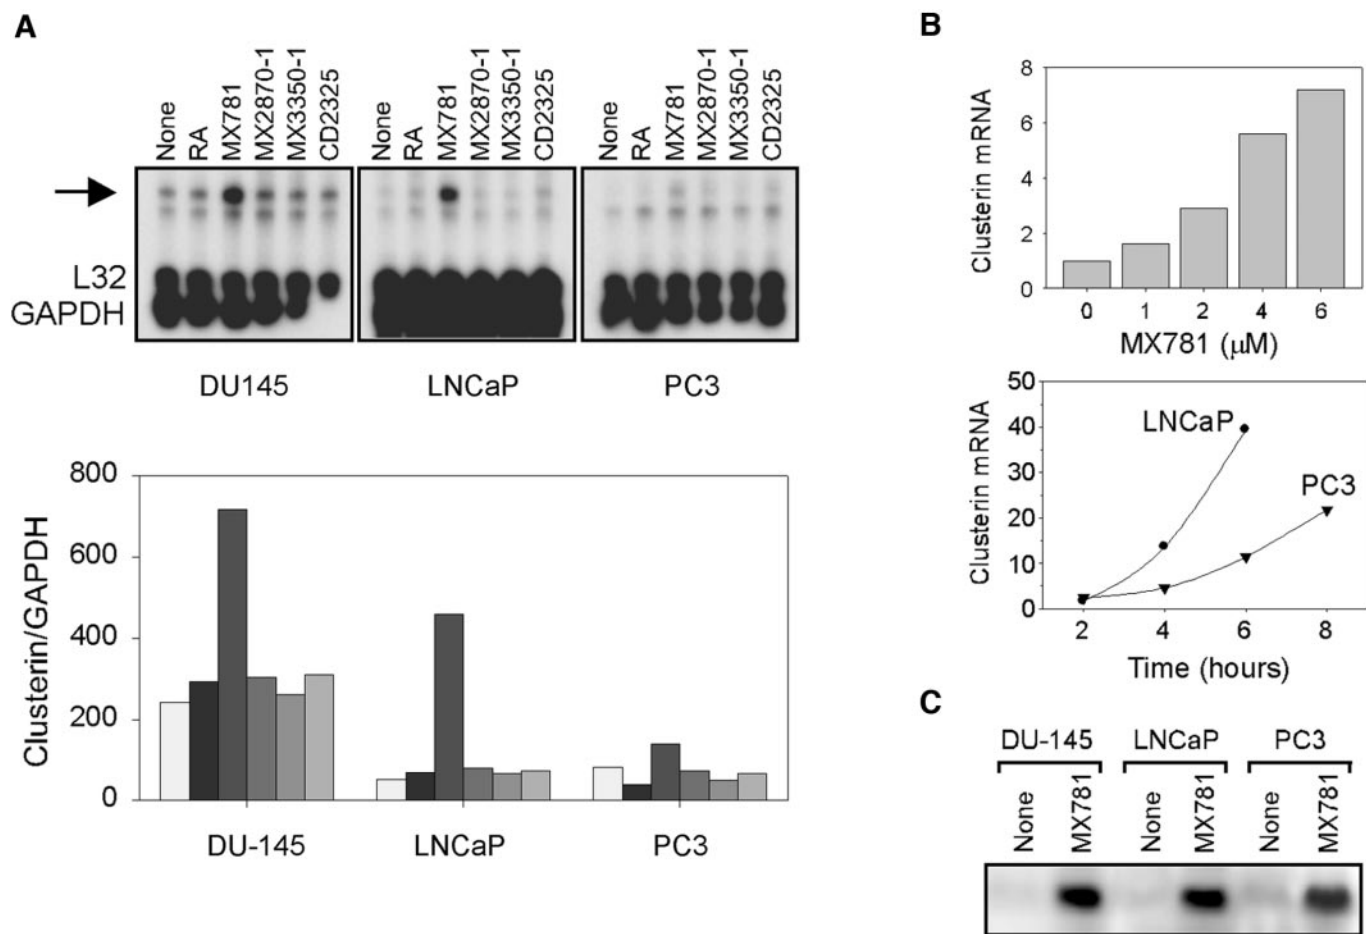 A
None RA MX781 MX2870-1 MX3350-1 CD2325
None RA MX781 MX2870-1 MX3350-1 CD2325
None RA MX781 MX2870-1 MX3350-1 CD2325
L32
GAPDH
DU145 LNCaP PC3
Clusterin/GAPDH
800
600
400
200
0
DU-145 LNCaP PC3
B
Clusterin mRNA
8
6
4
2
0
0 1 2 4 6
MX781 (μM)
Clusterin mRNA
50
40
30
20
10
0
LNCaP
PC3
2 4 6 8
Time (hours)
C
DU-145 LNCaP PC3
None MX781 None MX781 None MX781